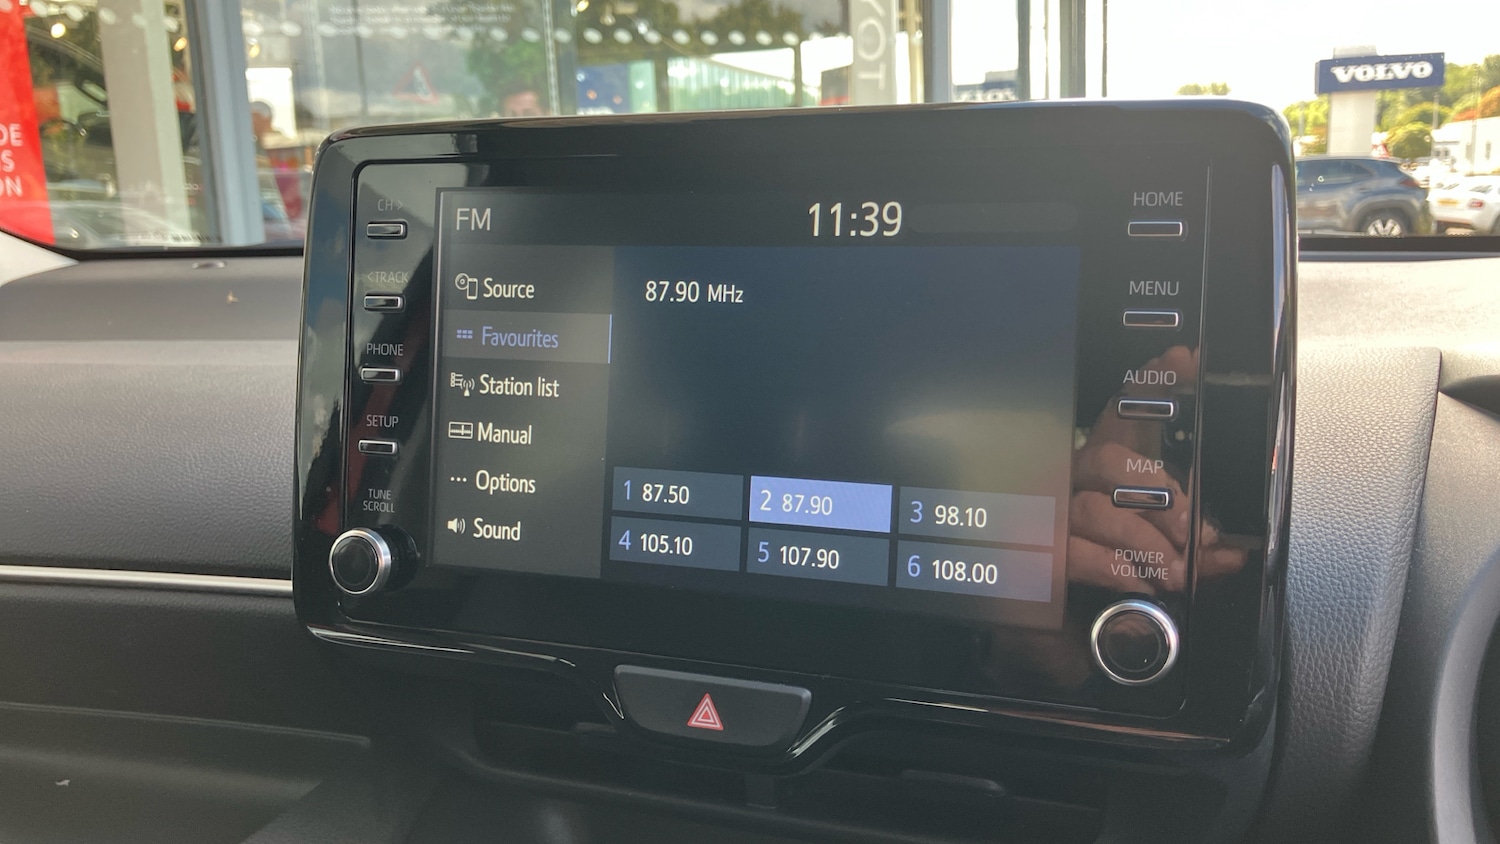 DE
S
ON
VOLVO
CH >
< TRACK
PHONE
SETUP
TUNE
SCROLL
FM
11:39
Source
Favourites
Station list
Manual
Options
Sound
87.90 MHz
1 87.50
2 87.90
3 98.10
4 105.10
5 107.90
6 108.00
HOME
MENU
AUDIO
MAP
POWER
VOLUME